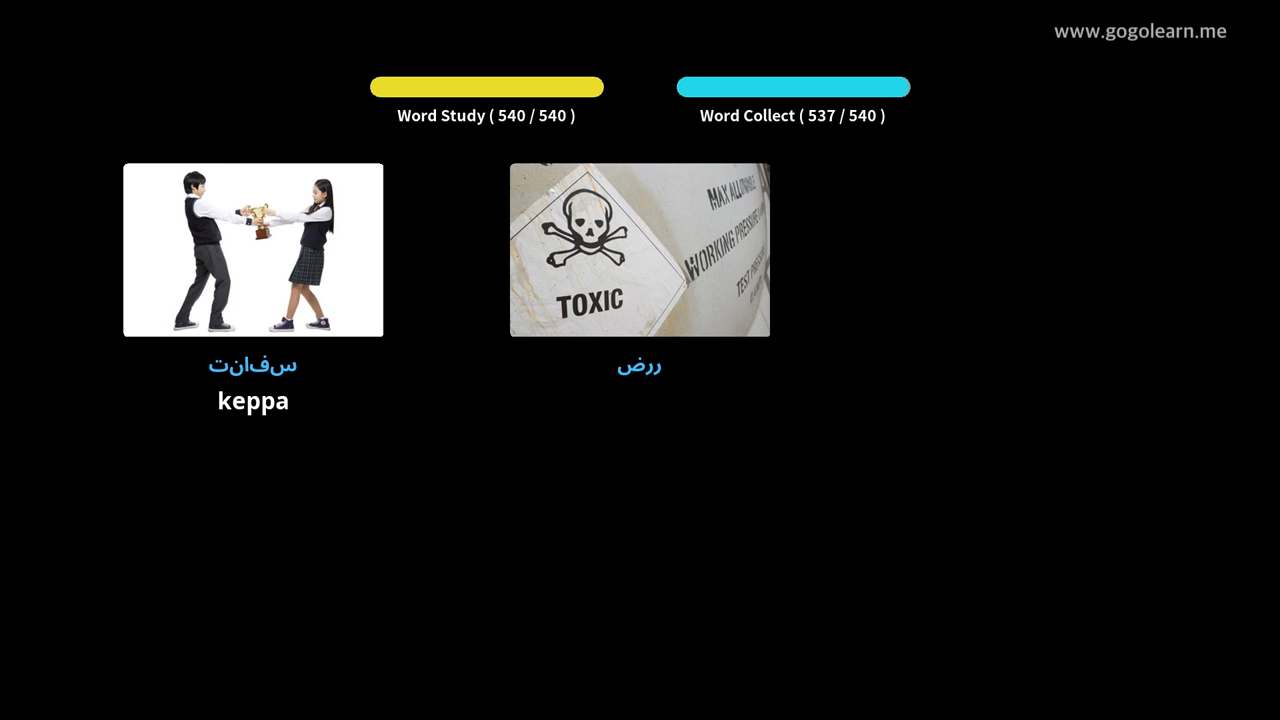 www.gogolearn.me
Word Study ( 540 / 540 )
Word Collect ( 537 / 540 )
TOXIC
MAX ALLOWABLE
WORKING PRESSURE
TEST
سفانت
ررض
keppa